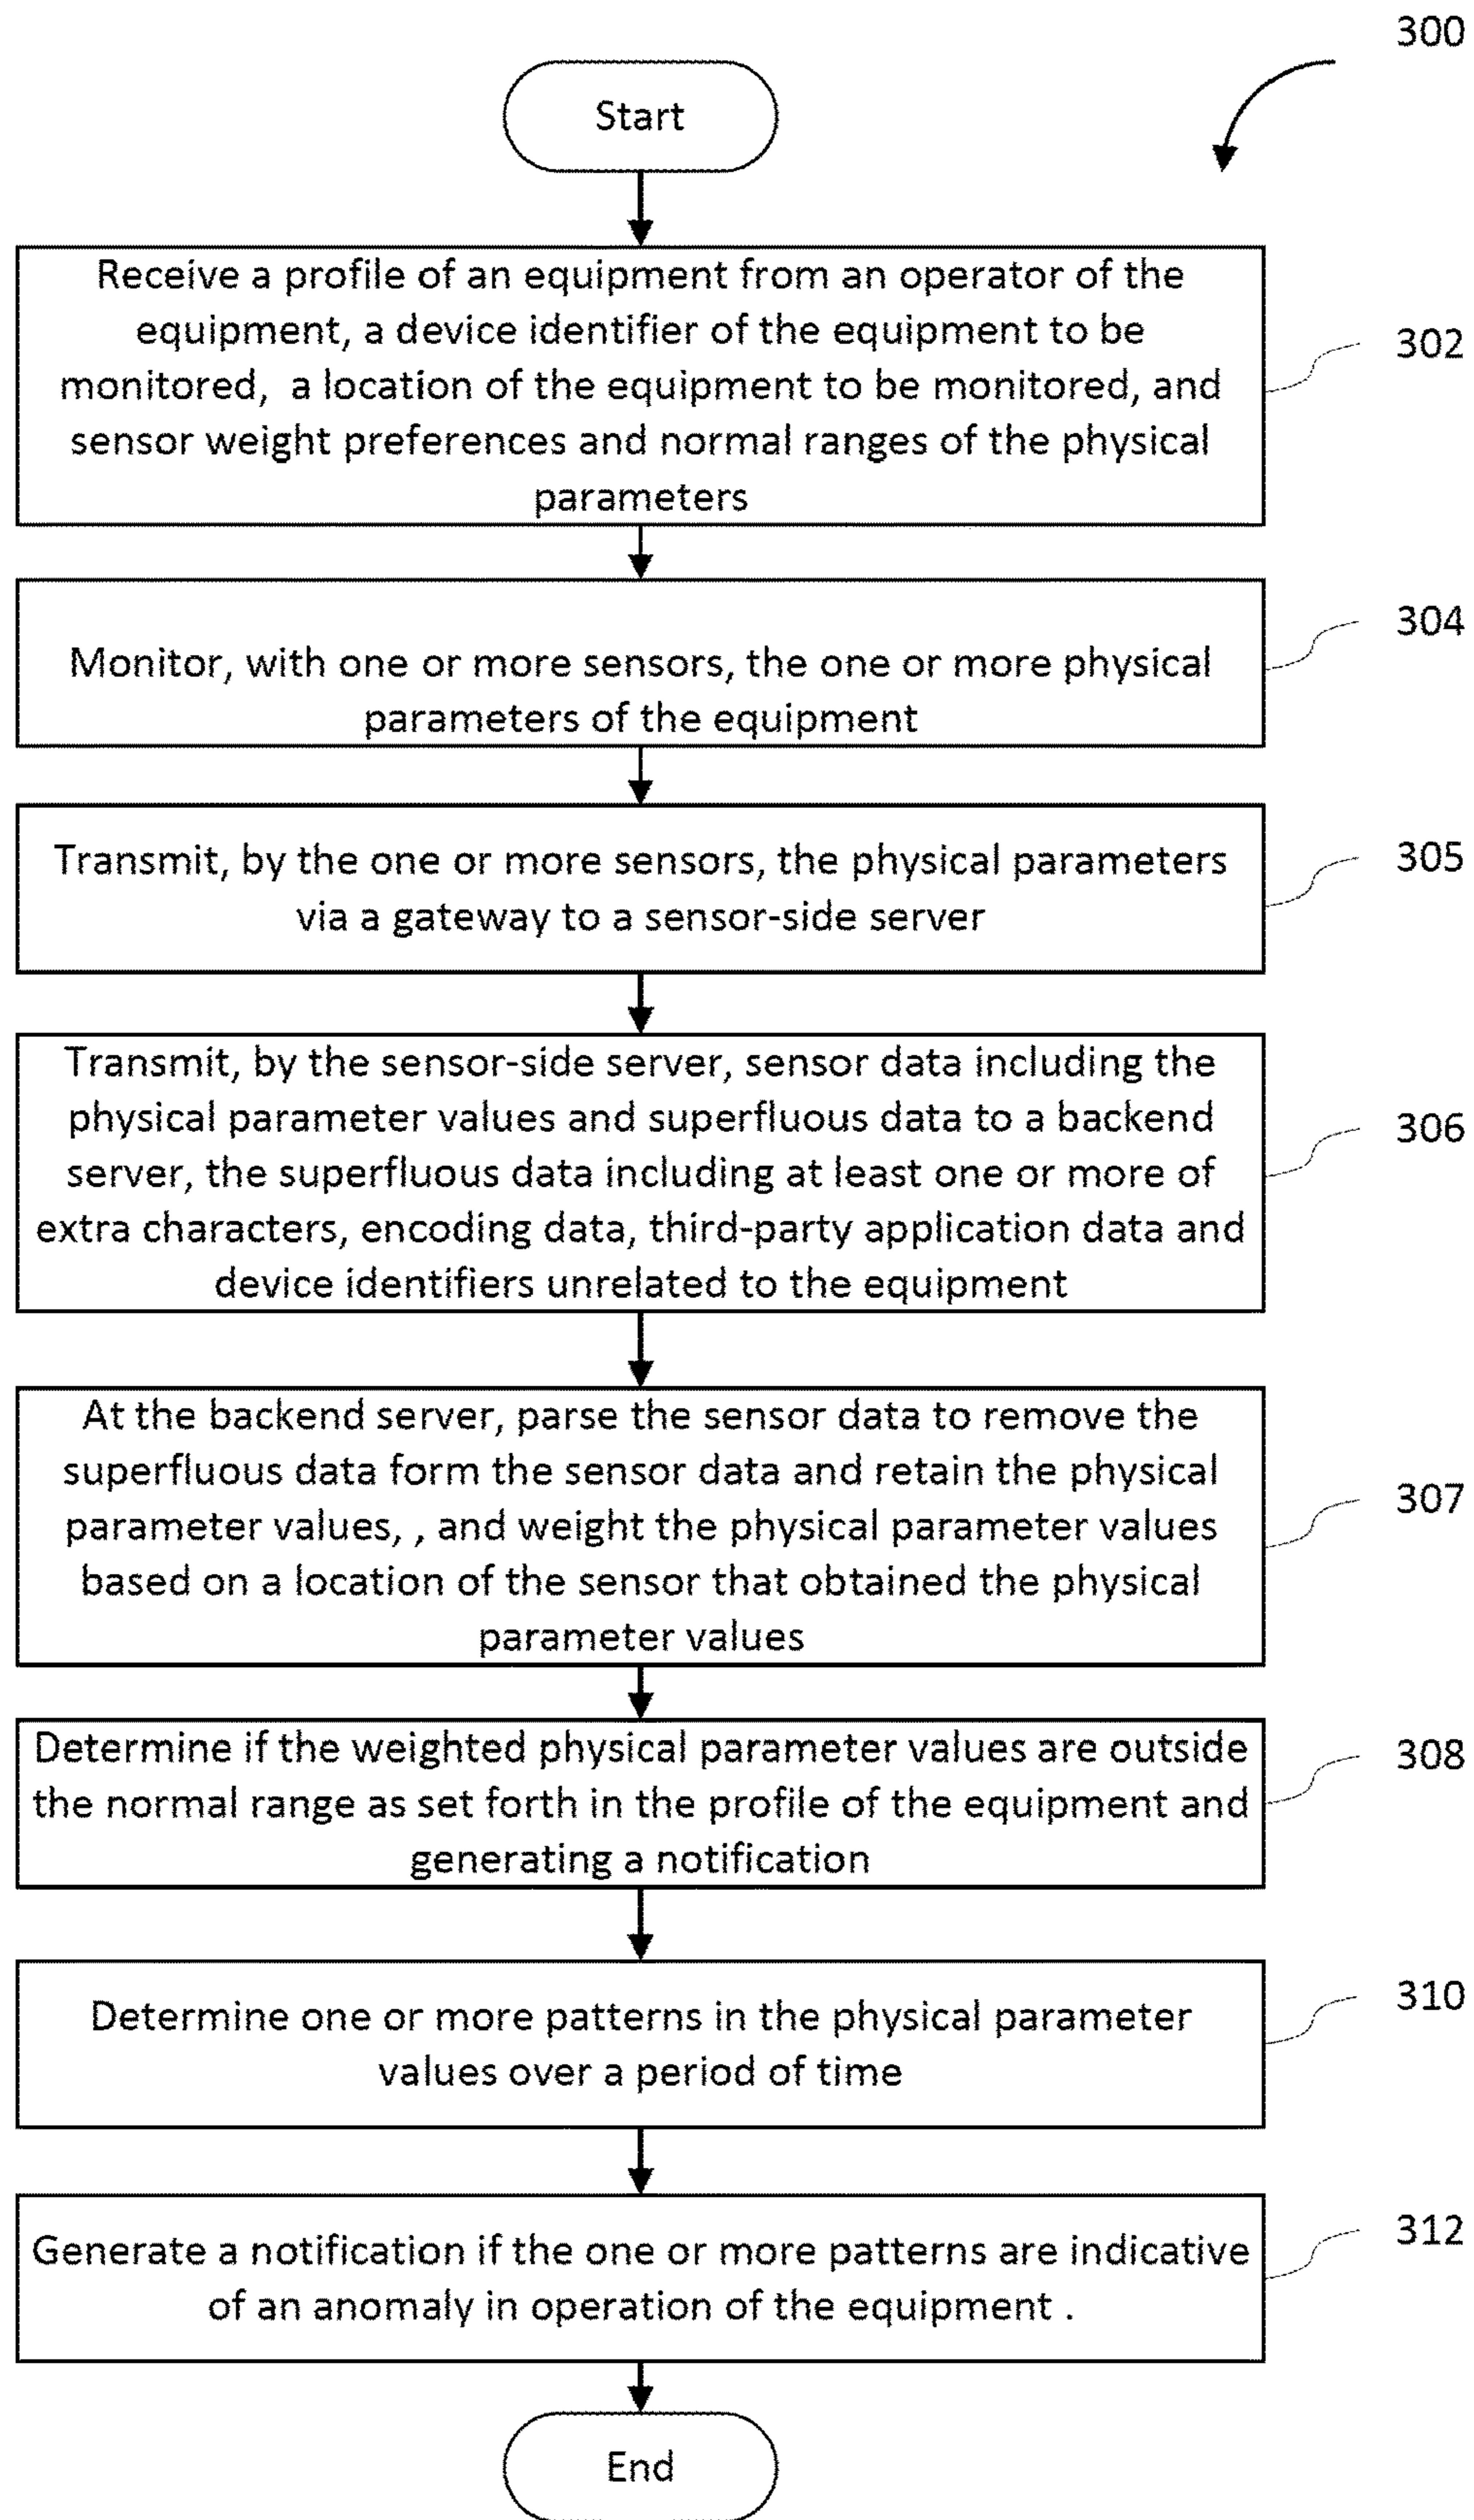 300
Start
Receive a profile of an equipment from an operator of the
equipment, a device identifier of the equipment to be
monitored, a location of the equipment to be monitored, and
sensor weight preferences and normal ranges of the physical
parameters
302
Monitor, with one or more sensors, the one or more physical
parameters of the equipment
304
Transmit, by the one or more sensors, the physical parameters
via a gateway to a sensor-side server
305
Transmit, by the sensor-side server, sensor data including the
physical parameter values and superfluous data to a backend
server, the superfluous data including at least one or more of
extra characters, encoding data, third-party application data and
device identifiers unrelated to the equipment
306
At the backend server, parse the sensor data to remove the
superfluous data form the sensor data and retain the physical
parameter values, , and weight the physical parameter values
based on a location of the sensor that obtained the physical
parameter values
307
Determine if the weighted physical parameter values are outside
the normal range as set forth in the profile of the equipment and
generating a notification
308
Determine one or more patterns in the physical parameter
values over a period of time
310
Generate a notification if the one or more patterns are indicative
of an anomaly in operation of the equipment .
312
End